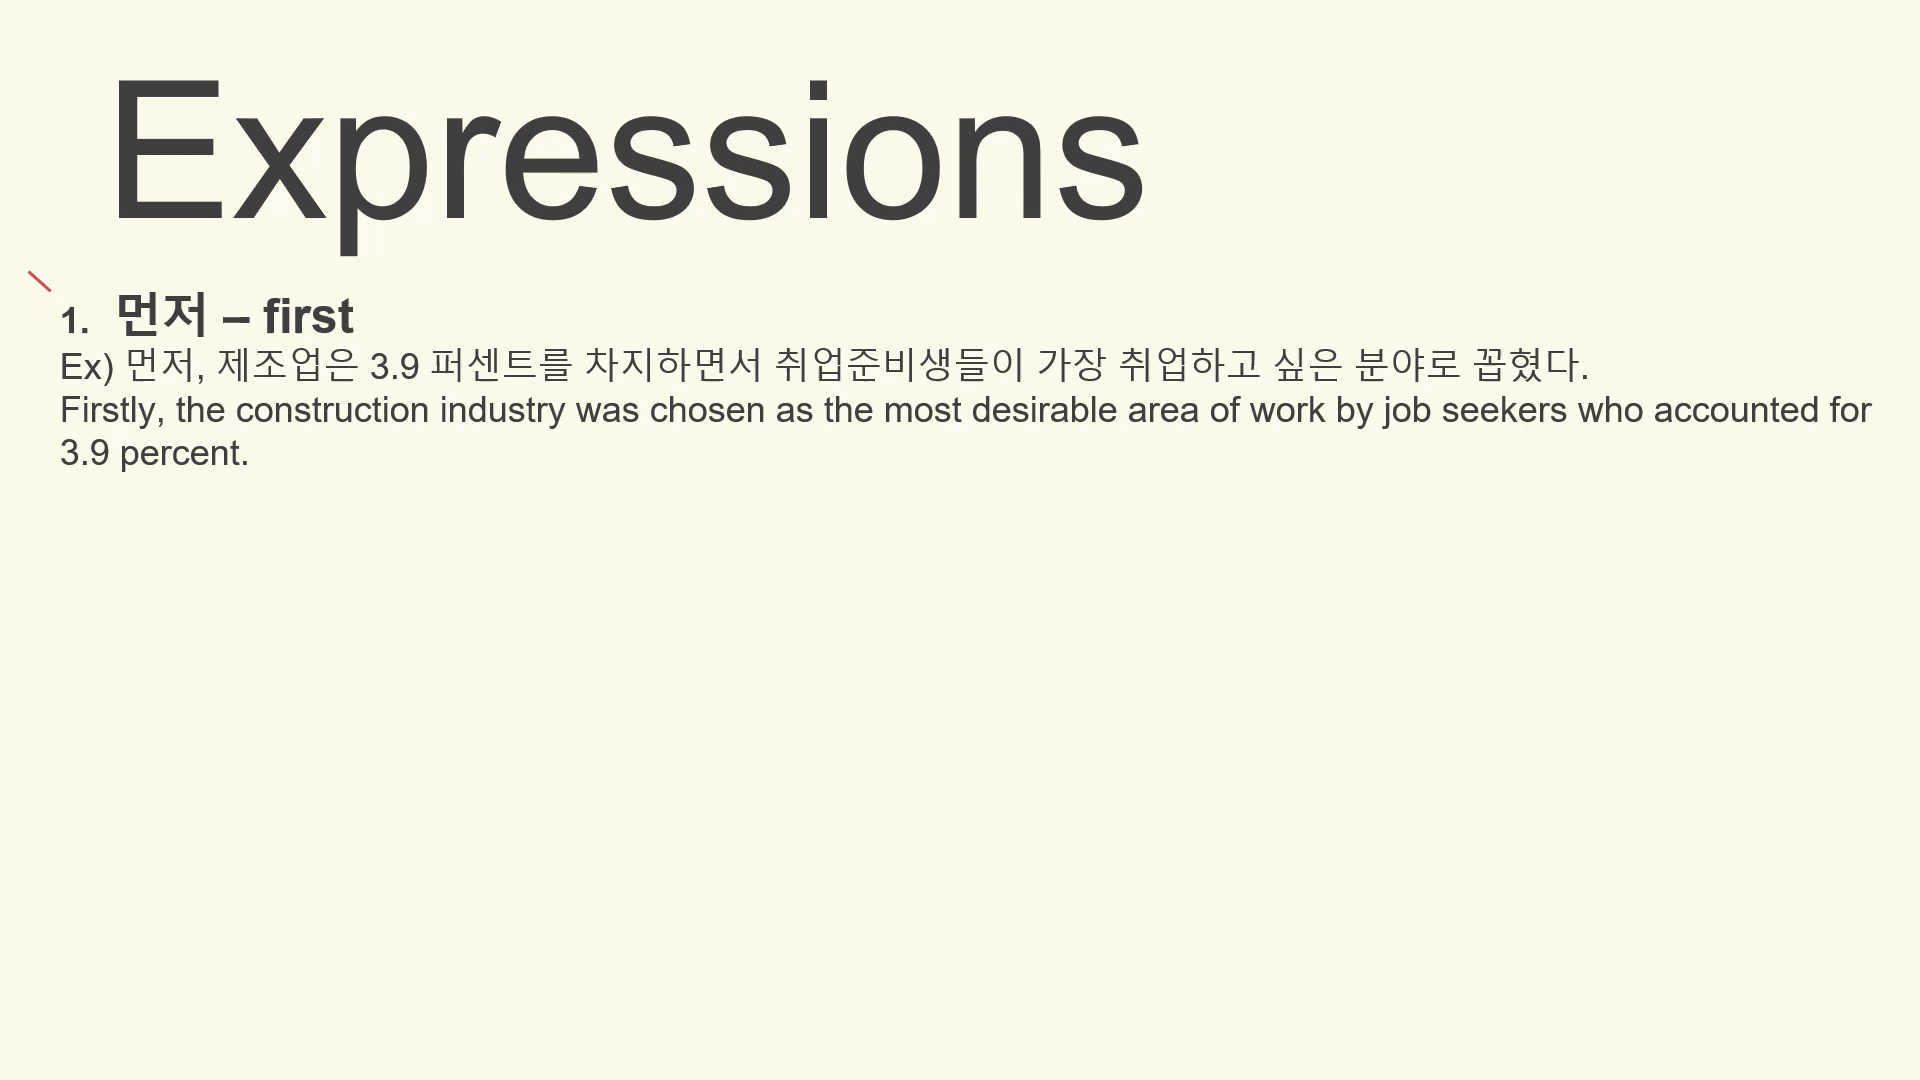 Expressions
1. 먼저 – first
Ex) 먼저, 제조업은 3.9 퍼센트를 차지하면서 취업준비생들이 가장 취업하고 싶은 분야로 꼽혔다.
Firstly, the construction industry was chosen as the most desirable area of work by job seekers who accounted for
3.9 percent.